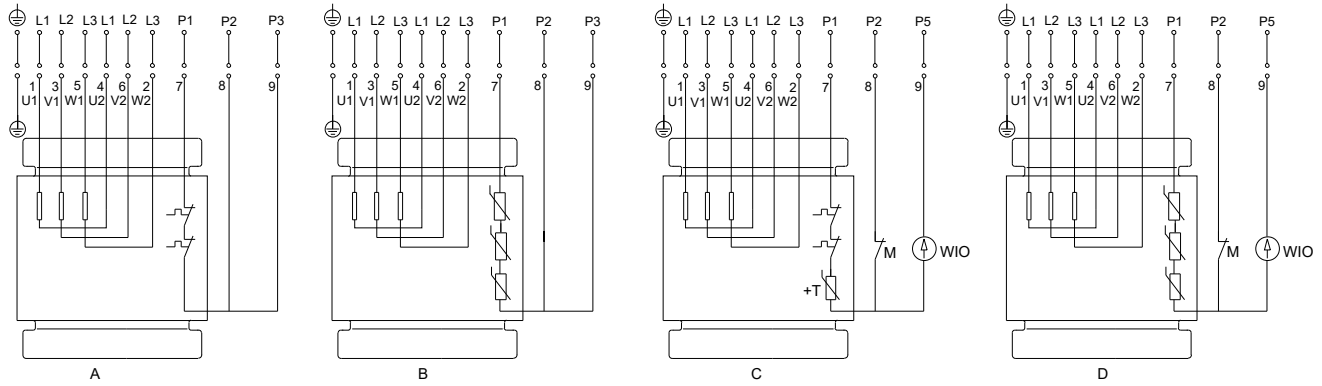 L1 L2 L3 L1 L2 L3 P1 P2 P3
1 3 5 4 6 2 7 8 9
U1 V1 W1 U2 V2 W2
A
L1 L2 L3 L1 L2 L3 P1 P2 P3
1 3 5 4 6 2 7 8 9
U1 V1 W1 U2 V2 W2
B
L1 L2 L3 L1 L2 L3 P1 P2 P5
1 3 5 4 6 2 7 8 9
U1 V1 W1 U2 V2 W2
M WIO
+T
C
L1 L2 L3 L1 L2 L3 P1 P2 P5
1 3 5 4 6 2 7 8 9
U1 V1 W1 U2 V2 W2
M WIO
D